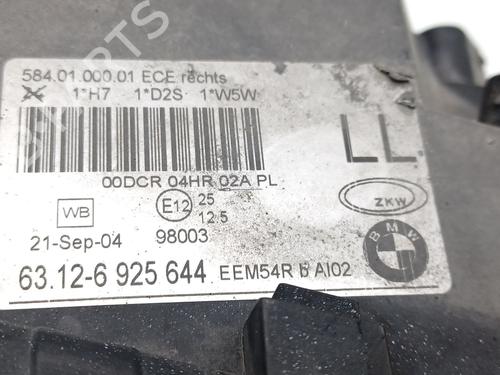 584.01.000.01 ECE rechts
1*H7 1*D2S 1*W5W
LL
00DCR 04HR 02A PL
WB
E12
25
12.5
ZKW
BMW
21-Sep-04 98003
63.12-6 925 644 EEM54R b AI02